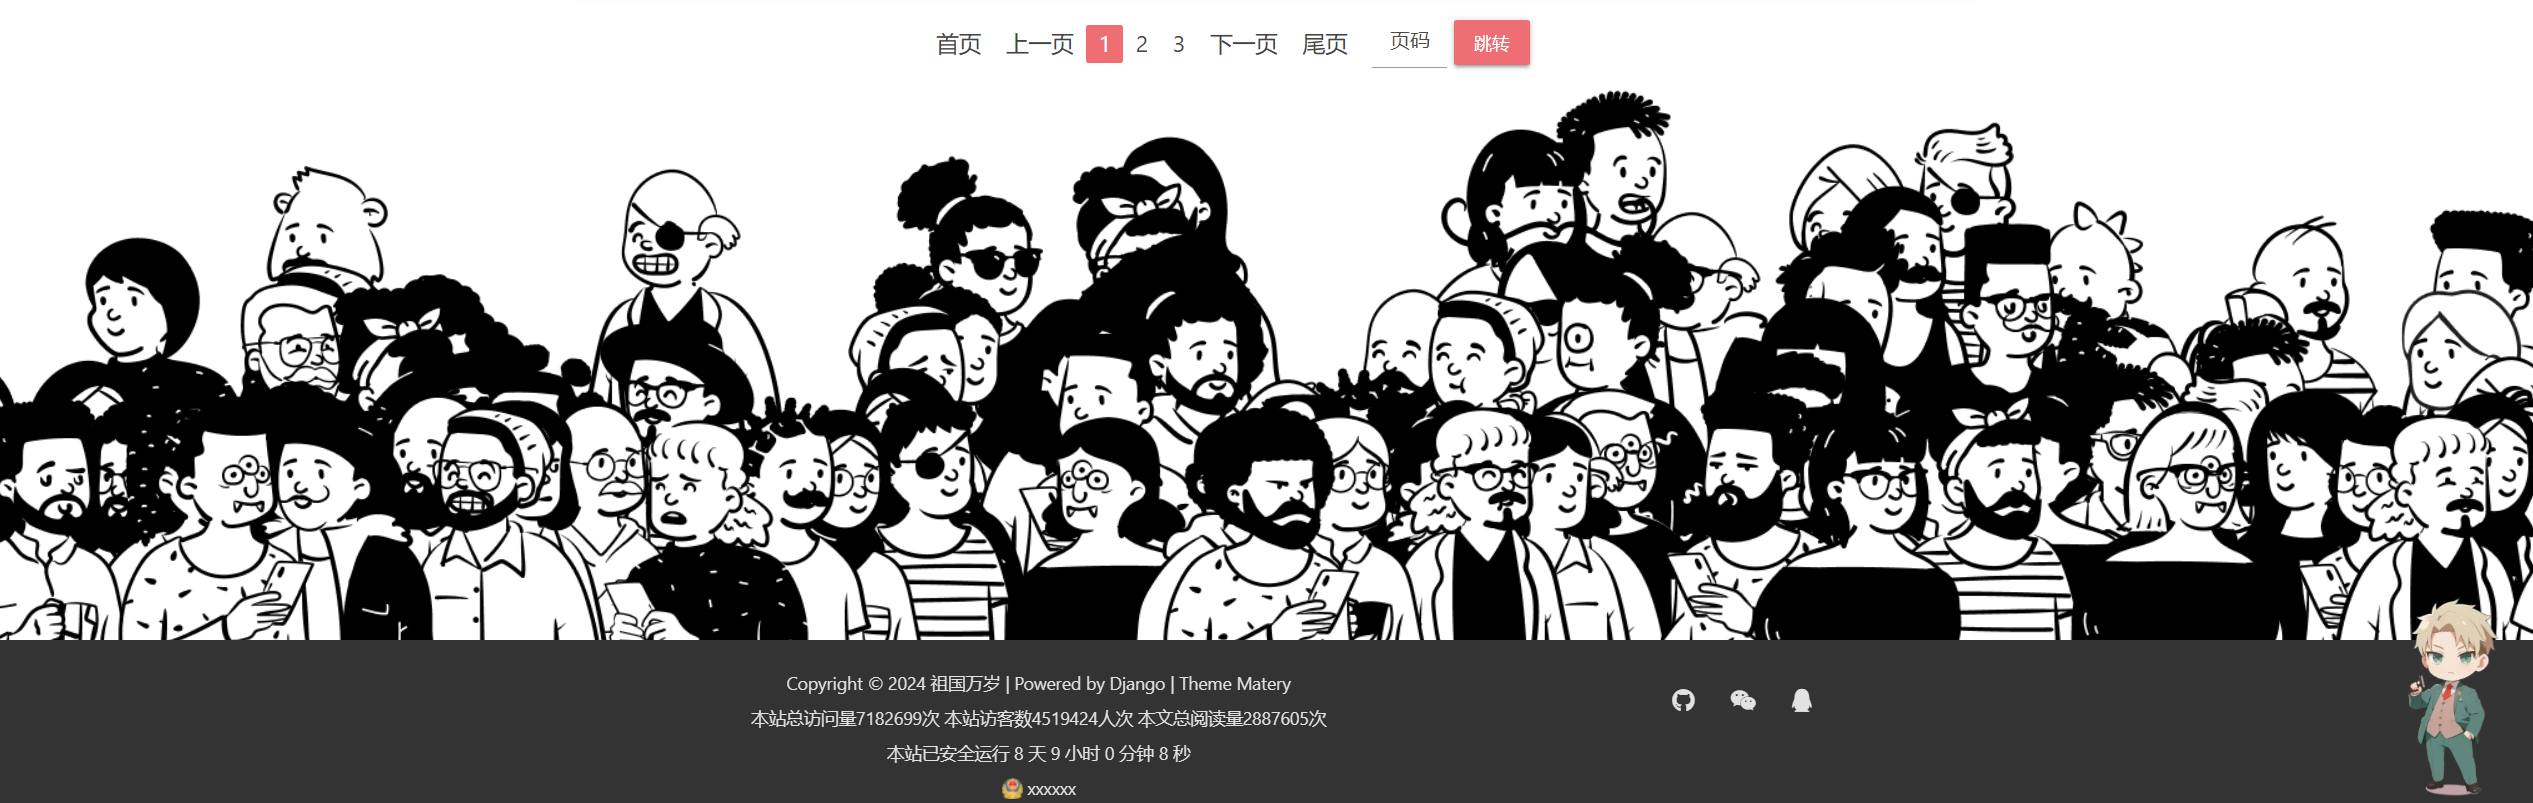 首页 上一页 1 2 3 下一页 尾页 页码 跳转
Copyright © 2024 祖国万岁 | Powered by Django | Theme Matery
本站总访问量7182699次 本站访客数4519424人次 本文总阅读量2887605次
本站已安全运行 8 天 9 小时 0 分钟 8 秒
xxxxxx